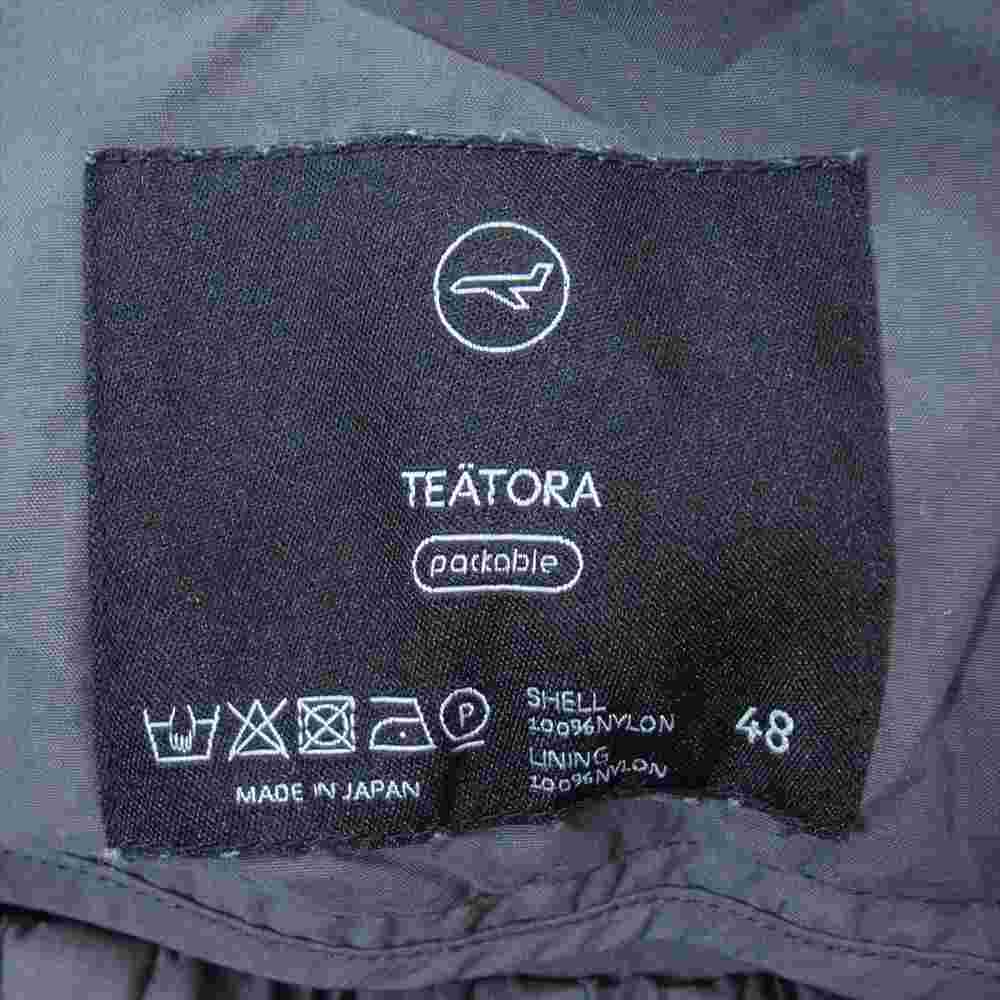 TEÄTORA
packable
P
SHELL
100%NYLON
LINING
100%NYLON
48
MADE IN JAPAN